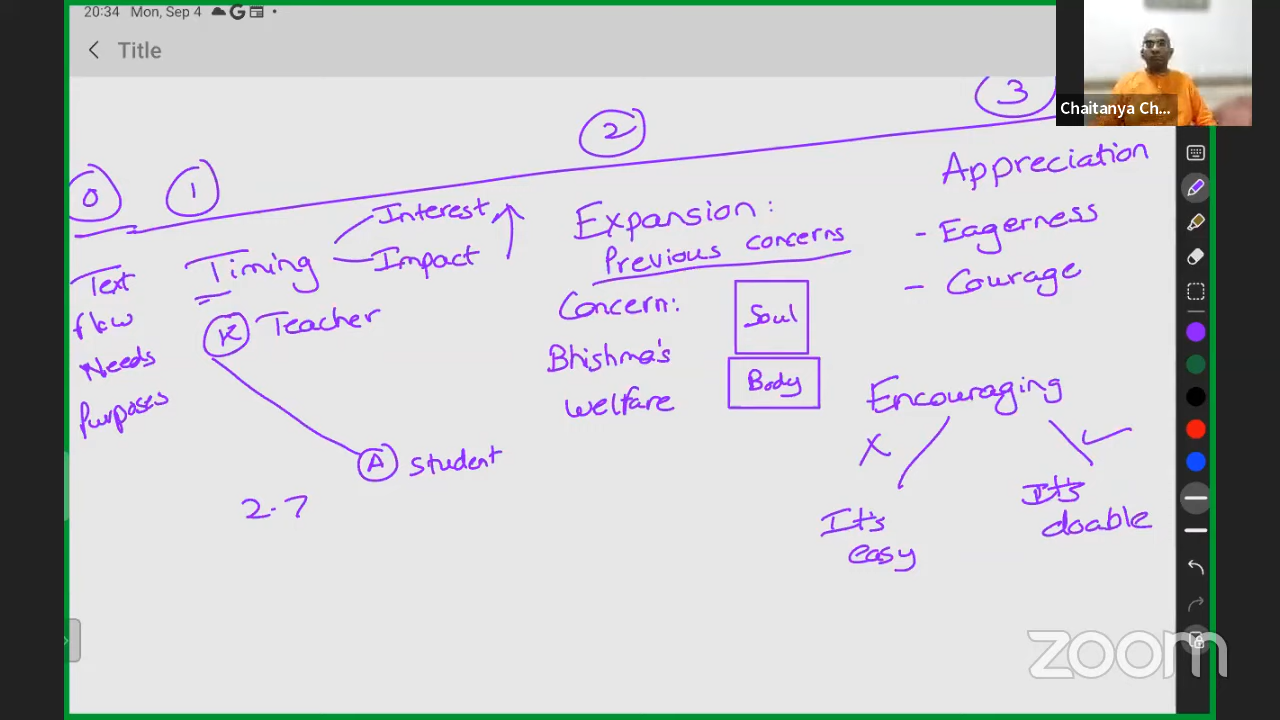 20:34 Mon, Sep 4
Title
Chaitanya Ch...
0
1
2
3
Text
flow
Needs
Purposes
Timing
Interest
Impact
K Teacher
A Student
2.7
Expansion:
Previous concerns
Concern:
Bhishma's
welfare
Soul
Body
Appreciation
- Eagerness
- Courage
Encouraging
X
It's
easy
It's
doable
zoom